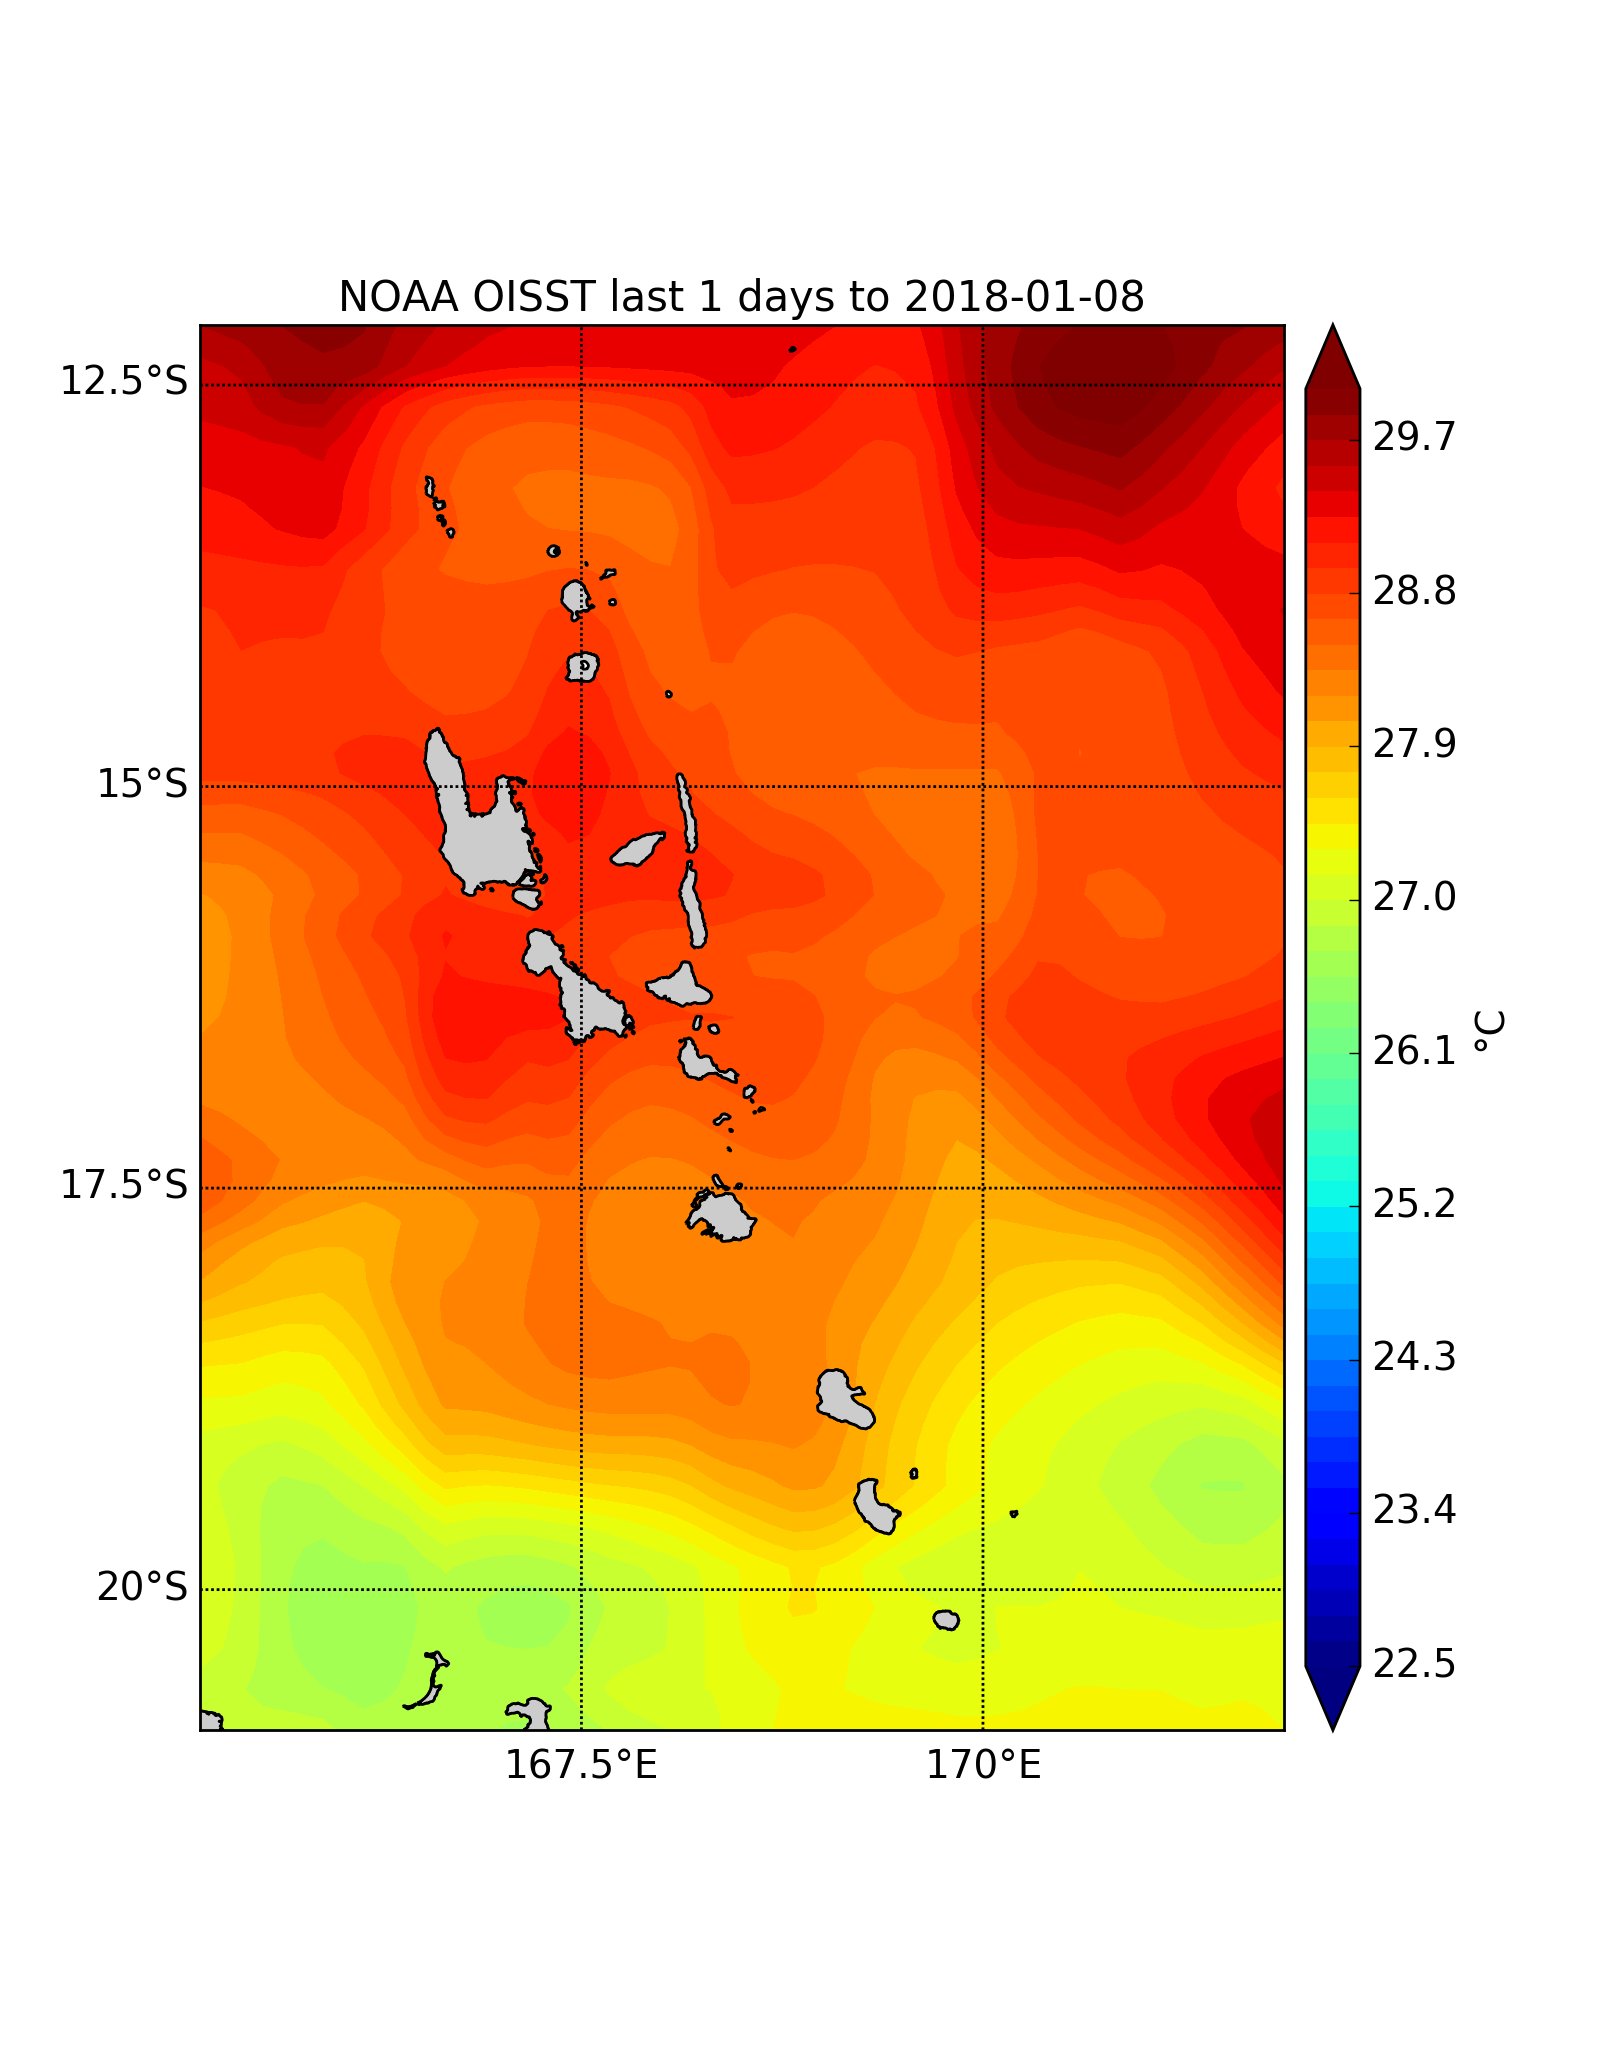 NOAA OISST last 1 days to 2018-01-08
12.5°S
15°S
17.5°S
20°S
167.5°E
170°E
29.7
28.8
27.9
27.0
26.1
25.2
24.3
23.4
22.5
°C